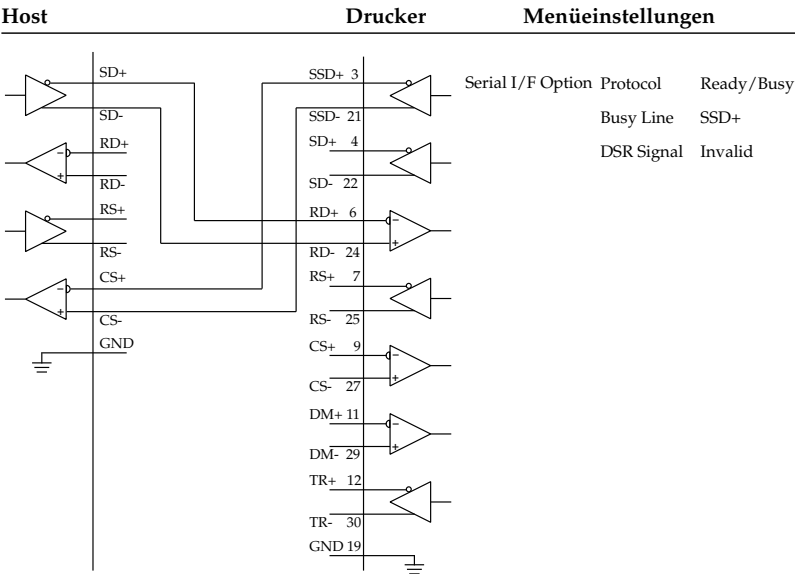 Host Drucker Menüeinstellungen
SD+ SSD+ 3 Serial I/F Option Protocol Ready/Busy
SD- SSD- 21 Busy Line SSD+
RD+ SD+ 4 DSR Signal Invalid
RD- SD- 22
RS+ RD+ 6
RS- RD- 24
CS+ RS+ 7
CS- RS- 25
GND CS+ 9
CS- 27
DM+ 11
DM- 29
TR+ 12
TR- 30
GND 19